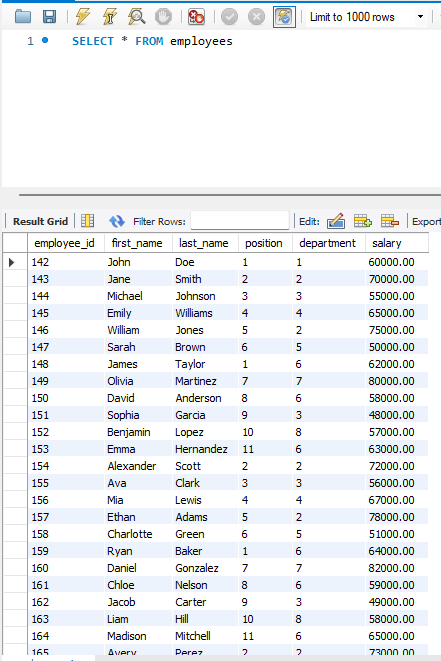 Limit to 1000 rows
1 SELECT * FROM employees
Result Grid Filter Rows: Edit: Export
employee_id first_name last_name position department salary
142 John Doe 1 1 60000.00
143 Jane Smith 2 2 70000.00
144 Michael Johnson 3 3 55000.00
145 Emily Williams 4 4 65000.00
146 William Jones 5 2 75000.00
147 Sarah Brown 6 5 50000.00
148 James Taylor 1 6 62000.00
149 Olivia Martinez 7 7 80000.00
150 David Anderson 8 6 58000.00
151 Sophia Garcia 9 3 48000.00
152 Benjamin Lopez 10 8 57000.00
153 Emma Hernandez 11 6 63000.00
154 Alexander Scott 2 2 72000.00
155 Ava Clark 3 3 56000.00
156 Mia Lewis 4 4 67000.00
157 Ethan Adams 5 2 78000.00
158 Charlotte Green 6 5 51000.00
159 Ryan Baker 1 6 64000.00
160 Daniel Gonzalez 7 7 82000.00
161 Chloe Nelson 8 6 59000.00
162 Jacob Carter 9 3 49000.00
163 Liam Hill 10 8 58000.00
164 Madison Mitchell 11 6 65000.00
165 Avery Perez 2 2 73000.00